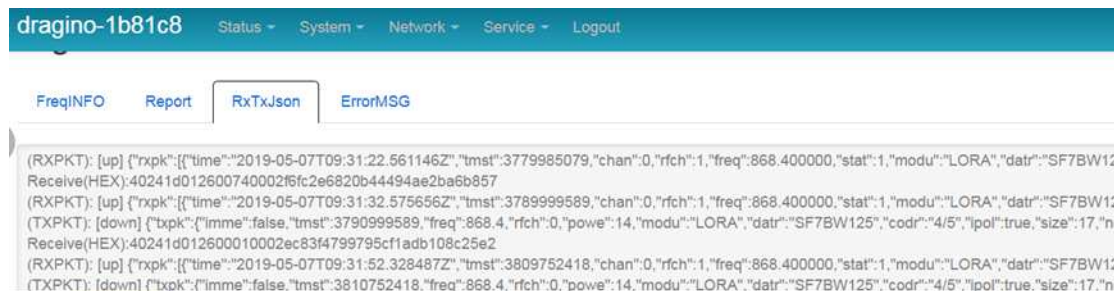 dragino-1b81c8 Status System Network Service Logout
FreqINFO Report RxTxJson ErrorMSG
(RXPKT): [up] {"rxpk":[{"time":"2019-05-07T09:31:22.561146Z","tmst":3779985079,"chan":0,"rfch":1,"freq":868.400000,"stat":1,"modu":"LORA","datr":"SF7BW12
Receive(HEX):40241d012600740002f6fc2e6820b44494ae2ba6b857
(RXPKT): [up] {"rxpk":[{"time":"2019-05-07T09:31:32.575656Z","tmst":3789999589,"chan":0,"rfch":1,"freq":868.400000,"stat":1,"modu":"LORA","datr":"SF7BW12
(TXPKT): [down] {"txpk":{"imme":false,"tmst":3790999589,"freq":868.4,"rfch":0,"powe":14,"modu":"LORA","datr":"SF7BW125","codr":"4/5","ipol":true,"size":17,"n
Receive(HEX):40241d012600010002ec83f4799795cf1adb108c25e2
(RXPKT): [up] {"rxpk":[{"time":"2019-05-07T09:31:52.328487Z","tmst":3809752418,"chan":0,"rfch":1,"freq":868.400000,"stat":1,"modu":"LORA","datr":"SF7BW12
(TXPKT): [down] {"txpk":{"imme":false,"tmst":3810752418,"freq":868.4,"rfch":0,"powe":14,"modu":"LORA","datr":"SF7BW125","codr":"4/5","ipol":true,"size":17,"n